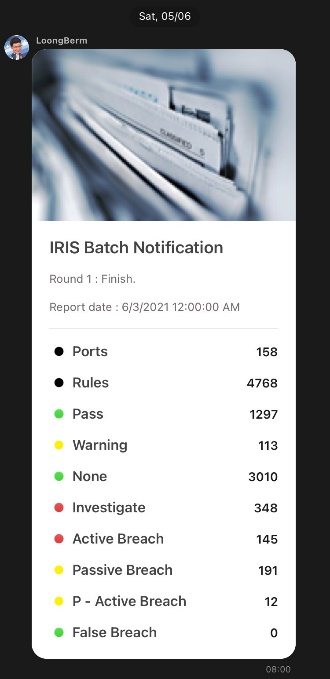 Sat, 05/06
LoongBerm
CLASSIFIED 5
IRIS Batch Notification
Round 1 : Finish.
Report date : 6/3/2021 12:00:00 AM
Ports 158
Rules 4768
Pass 1297
Warning 113
None 3010
Investigate 348
Active Breach 145
Passive Breach 191
P - Active Breach 12
False Breach 0
08:00